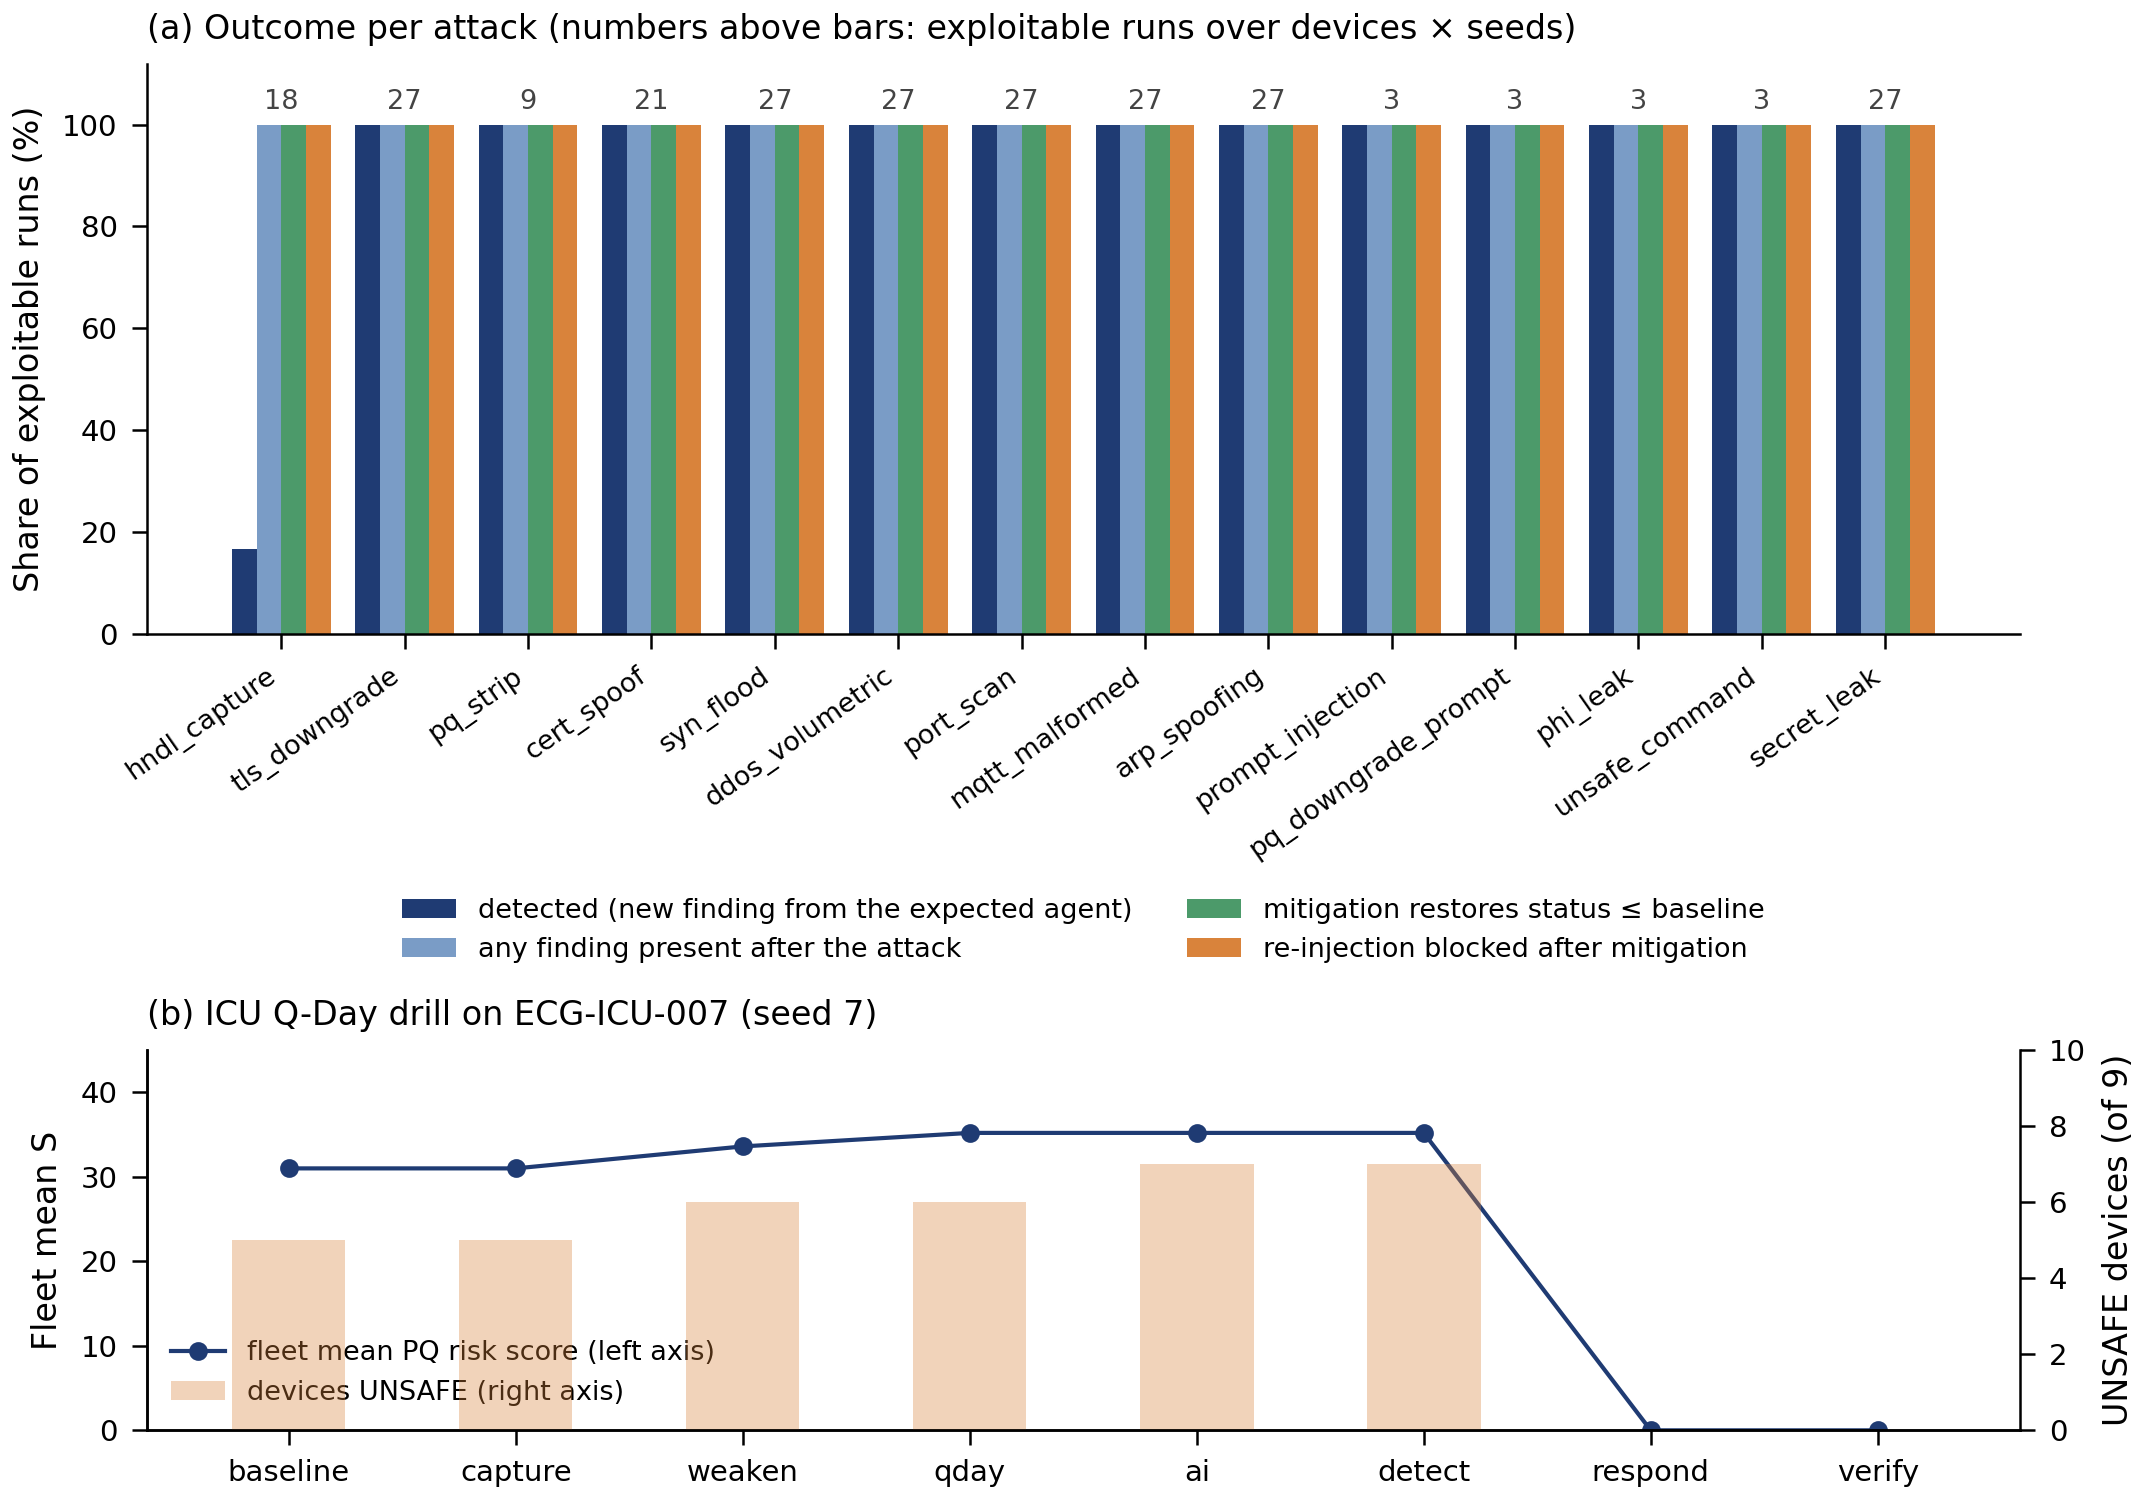 (a) Outcome per attack (numbers above bars: exploitable runs over devices × seeds)
18 27 9 21 27 27 27 27 27 3 3 3 3 27
Share of exploitable runs (%)
100
80
60
40
20
0
hndl_capture
tls_downgrade
pq_strip
cert_spoof
syn_flood
ddos_volumetric
port_scan
mqtt_malformed
arp_spoofing
prompt_injection
pq_downgrade_prompt
phi_leak
unsafe_command
secret_leak
detected (new finding from the expected agent)
any finding present after the attack
mitigation restores status ≤ baseline
re-injection blocked after mitigation
(b) ICU Q-Day drill on ECG-ICU-007 (seed 7)
Fleet mean S
40
30
20
10
0
fleet mean PQ risk score (left axis)
devices UNSAFE (right axis)
10
8
6
4
2
0
UNSAFE devices (of 9)
baseline capture weaken qday ai detect respond verify